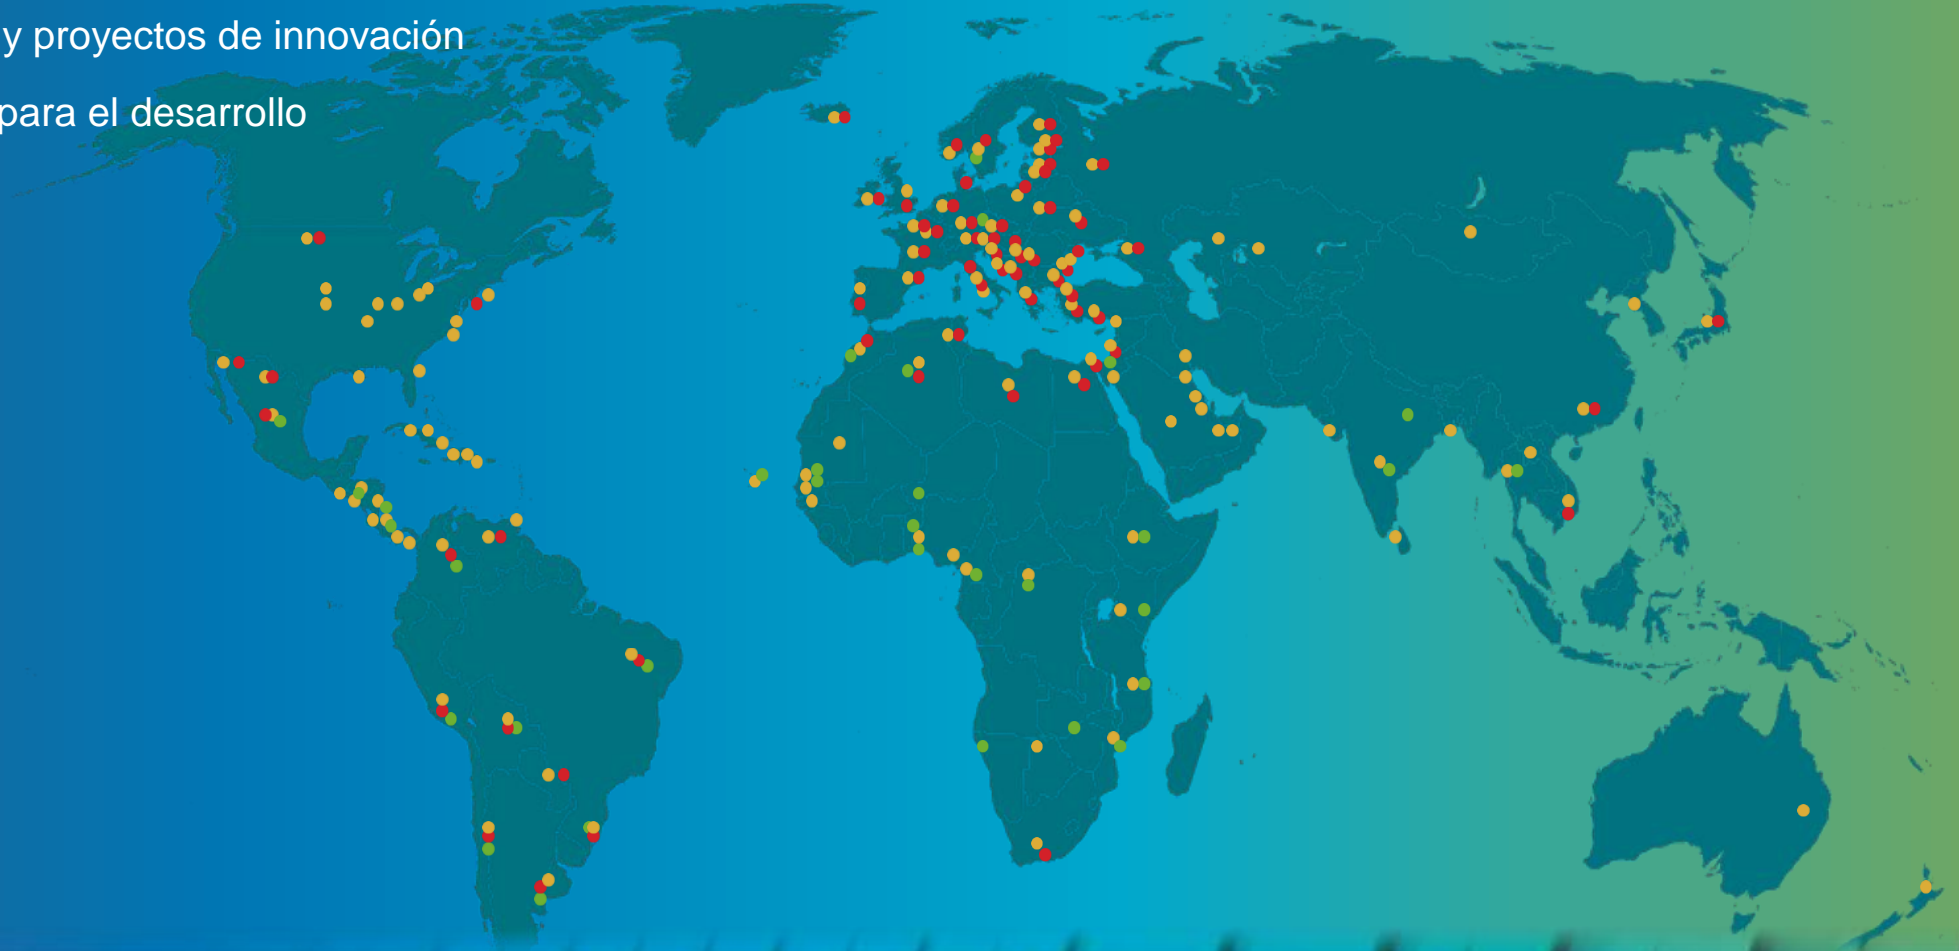 y proyectos de innovación
para el desarrollo